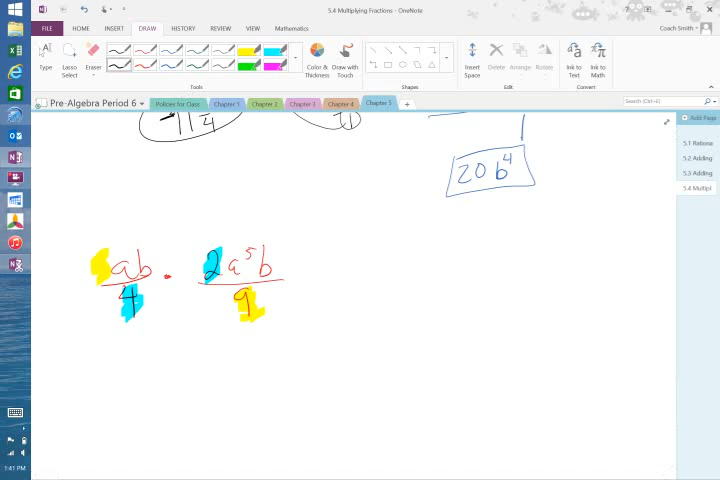 5.4 Multiplying Fractions - OneNote
FILE HOME INSERT DRAW HISTORY REVIEW VIEW Mathematics Coach Smith
Type Lasso Select Eraser Color & Thickness Draw with Touch Insert Space Delete Arrange Ink to Text Ink to Math
Tools Shapes Edit Convert
Pre-Algebra Period 6 Policies for Class Chapter 1 Chapter 2 Chapter 3 Chapter 4 Chapter 5 + Search (Ctrl+E)
Add Page
5.1 Rationa
5.2 Adding
5.3 Adding
5.4 Multipl
20b⁴
ab · 2a⁵b
4 9
1:41 PM